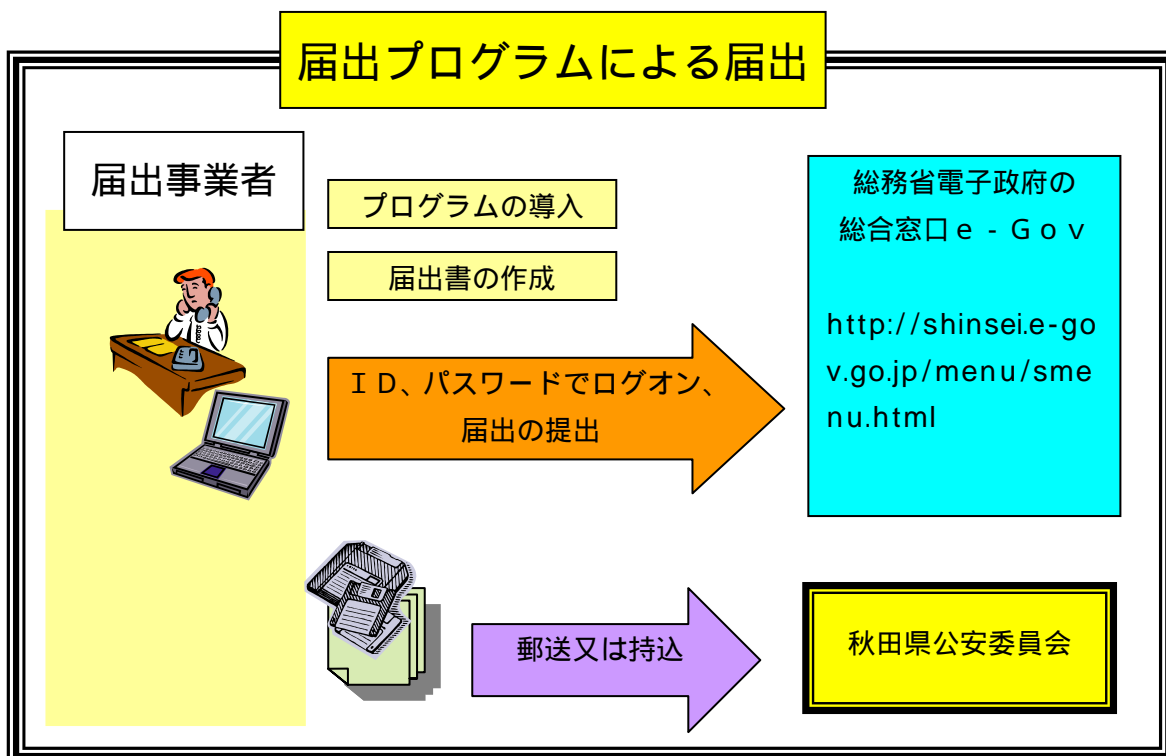 届出プログラムによる届出
届出事業者
プログラムの導入
届出書の作成
ＩＤ、パスワードでログオン、
届出の提出
総務省電子政府の
総合窓口ｅ‐Ｇｏｖ
http://shinsei.e-go
v.go.jp/menu/sme
nu.html
郵送又は持込
秋田県公安委員会